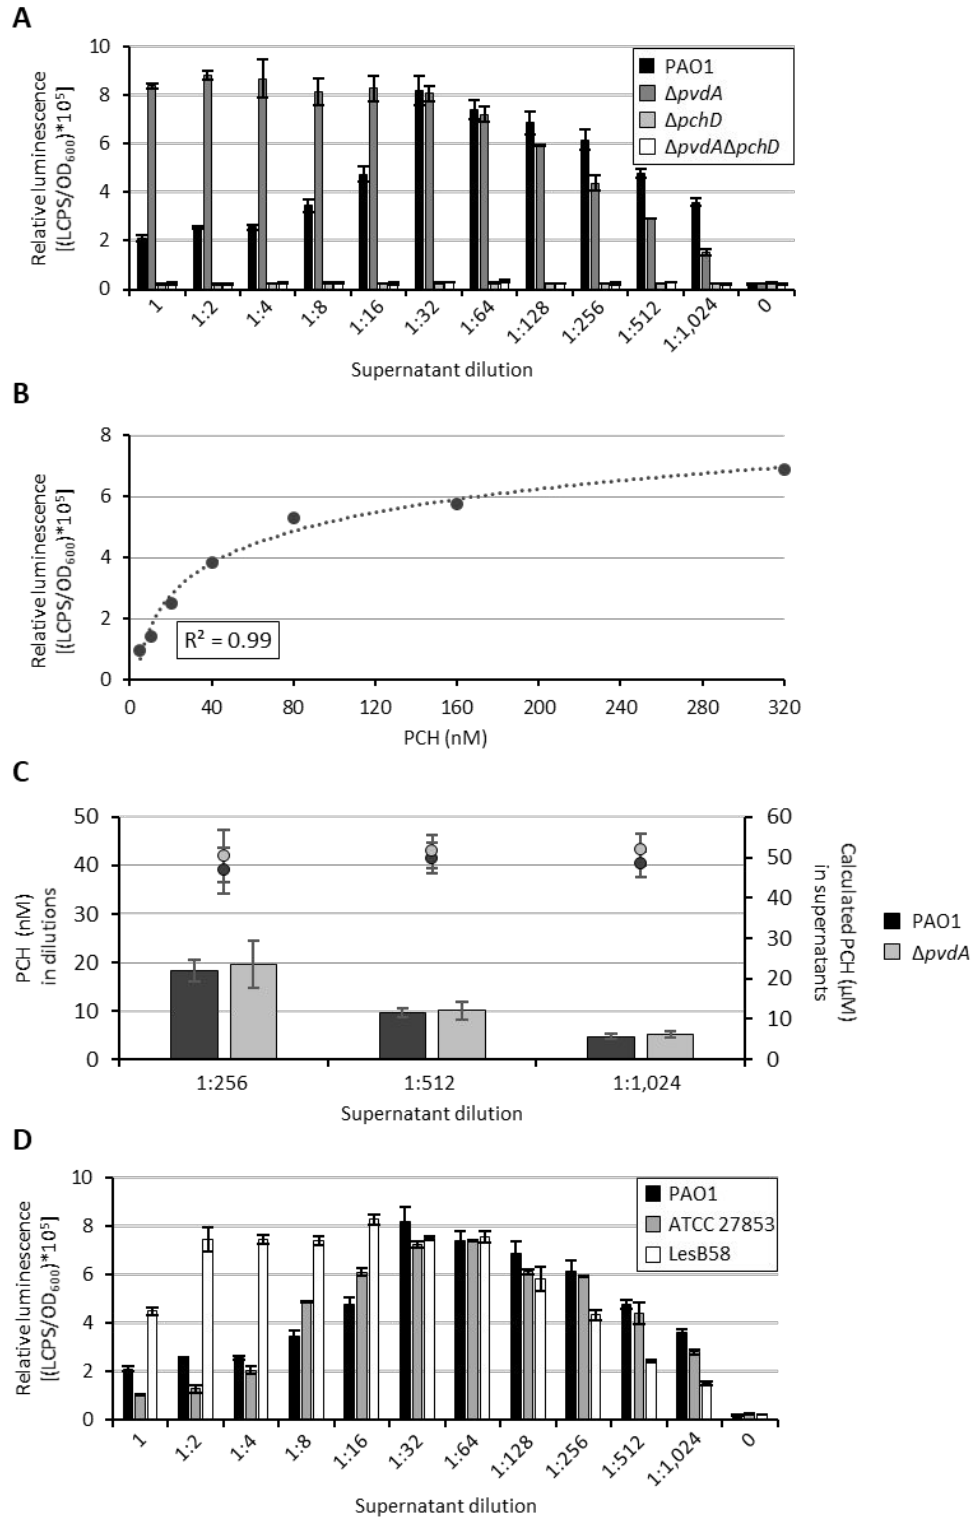 A
Relative luminescence
[(LCPS/OD₆₀₀)*10⁵]
10
8
6
4
2
0
PAO1
ΔpvdA
ΔpchD
ΔpvdAΔpchD
1
1:2
1:4
1:8
1:16
1:32
1:64
1:128
1:256
1:512
1:1,024
0
Supernatant dilution
B
Relative luminescence
[(LCPS/OD₆₀₀)*10⁵]
8
6
4
2
0
R² = 0.99
0
40
80
120
160
200
240
280
320
PCH (nM)
C
PCH (nM)
in dilutions
50
40
30
20
10
0
60
50
40
30
20
10
0
Calculated PCH (μM)
in supernatants
PAO1
ΔpvdA
1:256
1:512
1:1,024
Supernatant dilution
D
Relative luminescence
[(LCPS/OD₆₀₀)*10⁵]
10
8
6
4
2
0
PAO1
ATCC 27853
LesB58
1
1:2
1:4
1:8
1:16
1:32
1:64
1:128
1:256
1:512
1:1,024
0
Supernatant dilution